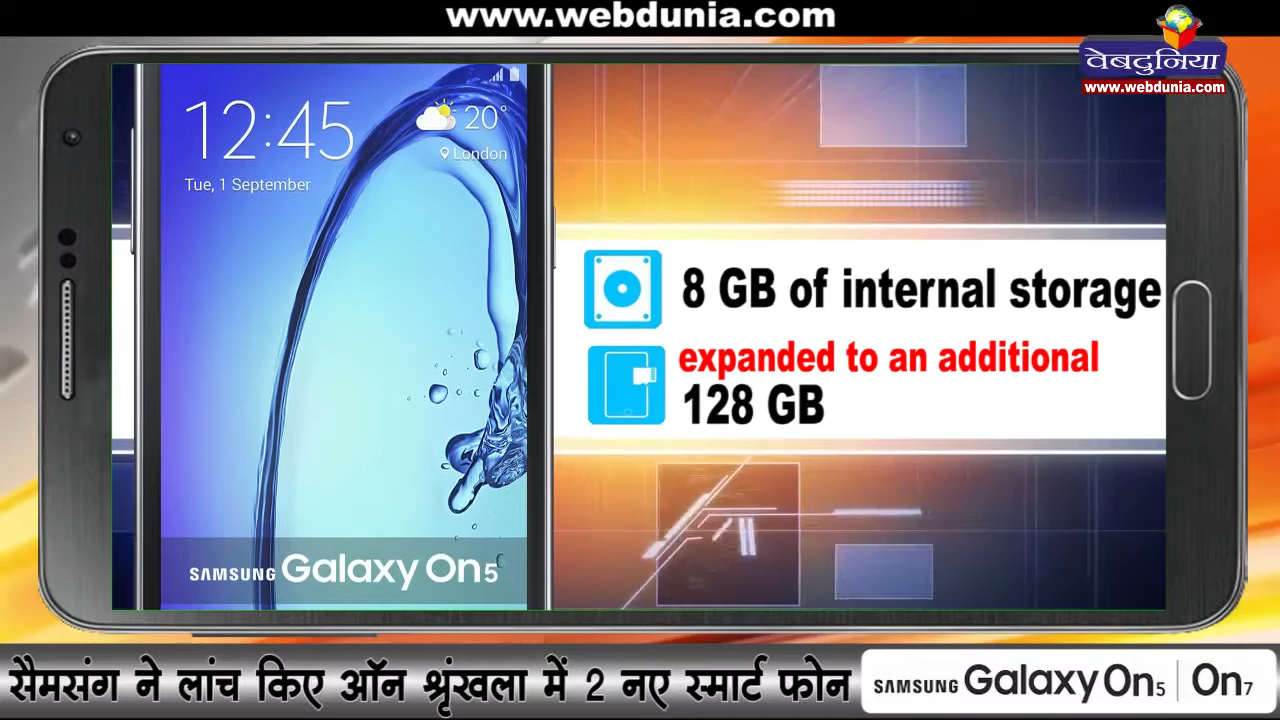 www.webdunia.com
वेबदुनिया
www.webdunia.com
12:45
20°
London
Tue, 1 September
8 GB of internal storage
expanded to an additional
128 GB
SAMSUNG Galaxy On5
सैमसंग ने लांच किए ऑन श्रृंखला में 2 नए स्मार्ट फोन
SAMSUNG Galaxy On5 | On7